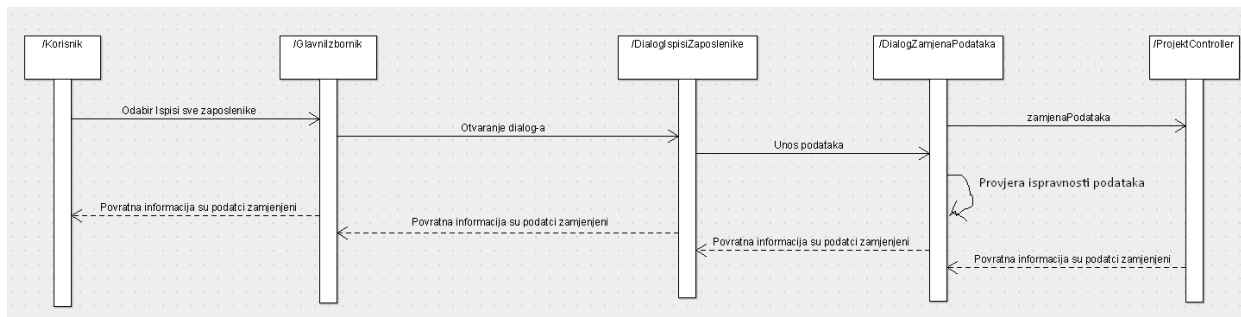 /Korisnik
/GlavniIzbornik
/DialogIspisiZaposlenike
/DialogZamjenaPodataka
/ProjektController
Odabir Ispisi sve zaposlenike
Otvaranje dialog-a
Unos podataka
zamjenaPodataka
Provjera ispravnosti podataka
Povratna informacija su podatci zamjenjeni
Povratna informacija su podatci zamjenjeni
Povratna informacija su podatci zamjenjeni
Povratna informacija su podatci zamjenjeni